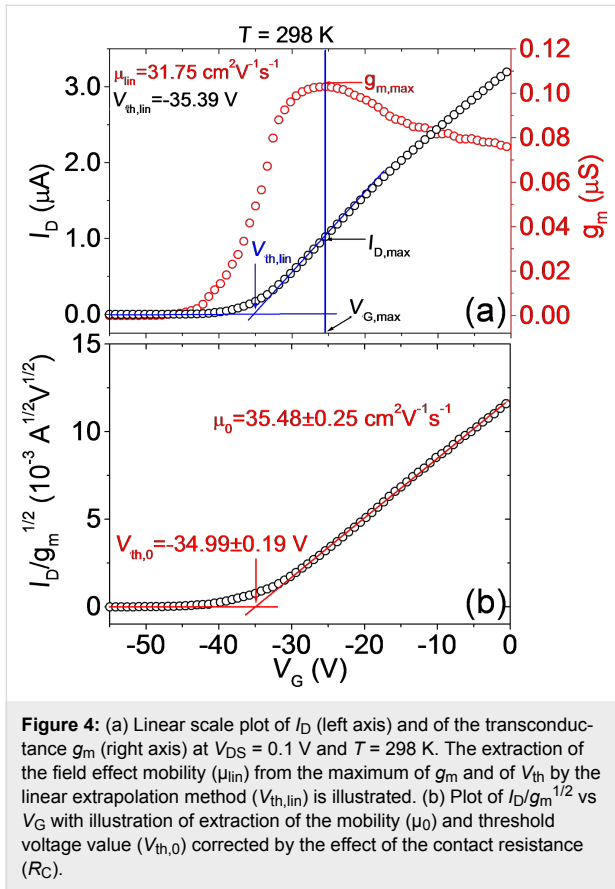 T = 298 K
μlin=31.75 cm²V⁻¹s⁻¹
Vth,lin=-35.39 V
gm,max
Vth,lin
ID,max
VG,max
(a)
ID (μA)
3.0
2.0
1.0
0.0
gm (μS)
0.12
0.10
0.08
0.06
0.04
0.02
0.00
μ0=35.48±0.25 cm²V⁻¹s⁻¹
Vth,0=-34.99±0.19 V
(b)
ID/gm^1/2 (10⁻³ A^1/2V^1/2)
15
10
5
0
-50 -40 -30 -20 -10 0
VG (V)
Figure 4: (a) Linear scale plot of ID (left axis) and of the transconduc-
tance gm (right axis) at VDS = 0.1 V and T = 298 K. The extraction of
the field effect mobility (μlin) from the maximum of gm and of Vth by the
linear extrapolation method (Vth,lin) is illustrated. (b) Plot of ID/gm^1/2 vs
VG with illustration of extraction of the mobility (μ0) and threshold
voltage value (Vth,0) corrected by the effect of the contact resistance
(RC).